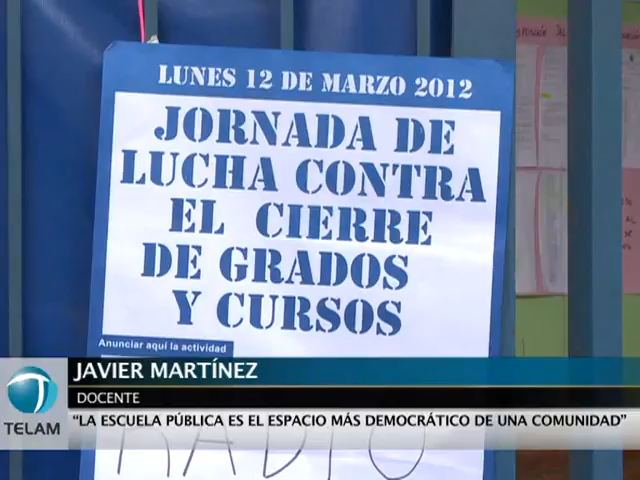 LUNES 12 DE MARZO 2012
JORNADA DE
LUCHA CONTRA
EL CIERRE
DE GRADOS
Y CURSOS
Anunciar aquí la actividad
JAVIER MARTÍNEZ
DOCENTE
"LA ESCUELA PÚBLICA ES EL ESPACIO MÁS DEMOCRÁTICO DE UNA COMUNIDAD"
TELAM
RADIO